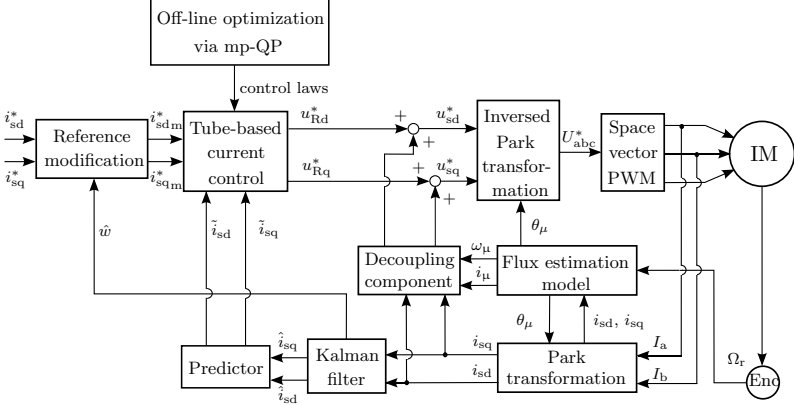 Off-line optimization
via mp-QP
control laws
i*sd
i*sq
Reference
modification
i*sdm
i*sqm
Tube-based
current
control
u*Rd
u*Rq
+
+
+
+
u*sd
u*sq
Inversed
Park
transfor-
mation
U*abc
Space
vector
PWM
IM
ŵ
ĩsd
ĩsq
Decoupling
component
ωμ
iμ
θμ
Flux estimation
model
θμ
isd, isq
Predictor
îsq
îsd
Kalman
filter
isq
isd
Park
transformation
Ia
Ib
Ωr
Enc